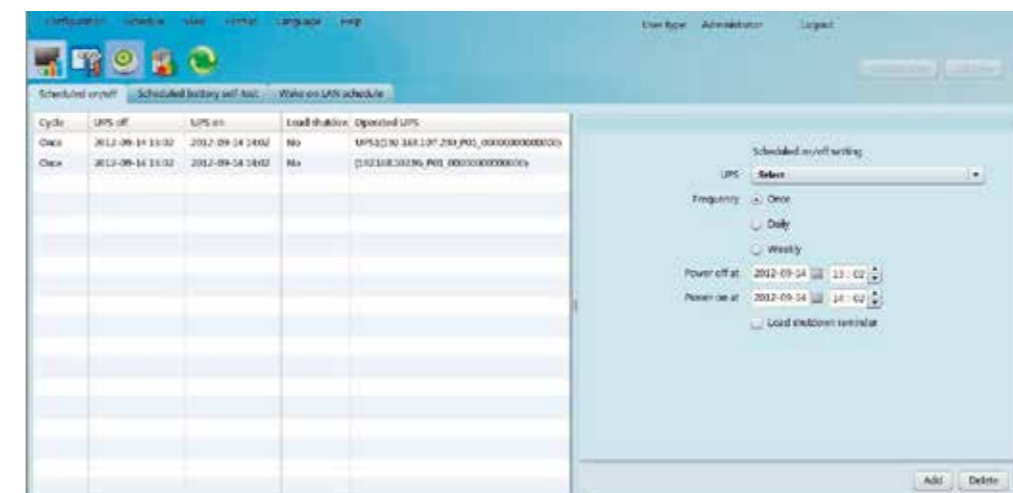 Configuration Schedule View Format Language Help
User type: Administrator Logout
Scheduled on/off Scheduled battery self-test Wake on LAN schedule
Cycle UPS off UPS on Load shutdown Operated UPS
Once 2012-09-14 13:02 2012-09-14 14:02 No
Once 2012-09-14 13:02 2012-09-14 14:02 No
Scheduled on/off setting
UPS Select
Frequency Once
Daily
Weekly
Power off at 2012-09-14 13:02
Power on at 2012-09-14 14:02
Load shutdown reminder
Add Delete